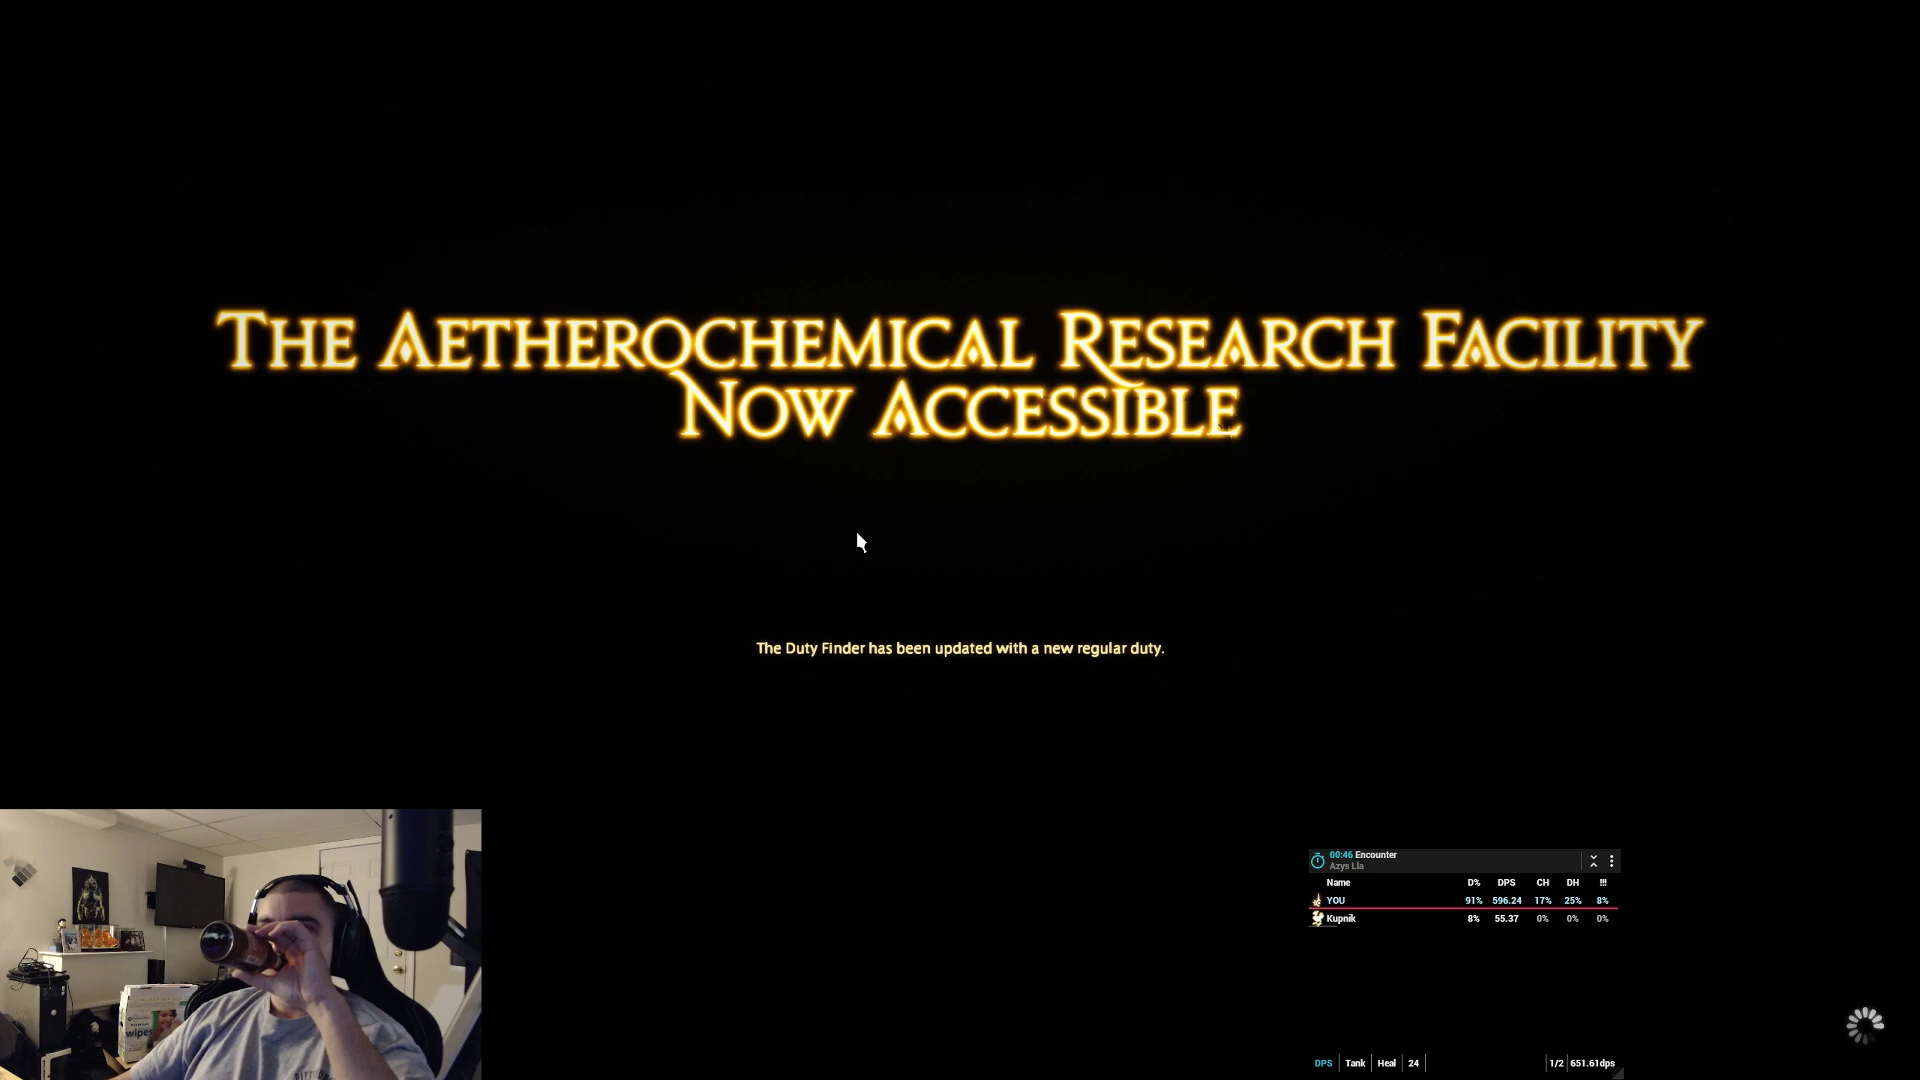 The Aetherochemical Research Facility
Now Accessible
The Duty Finder has been updated with a new regular duty.
wipes
00:46 Encounter
Azys Lla
Name D% DPS CH DH !!!
YOU 91% 596.24 17% 25% 8%
Kupnik 8% 55.37 0% 0% 0%
DPS Tank Heal 24 1/2 651.61dps